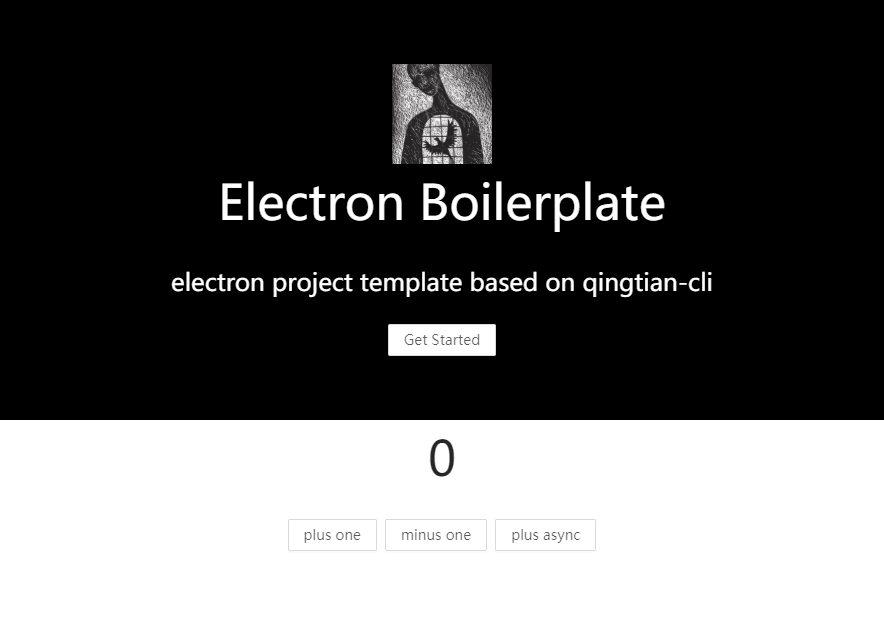 Electron Boilerplate
electron project template based on qingtian-cli
Get Started
0
plus one minus one plus async